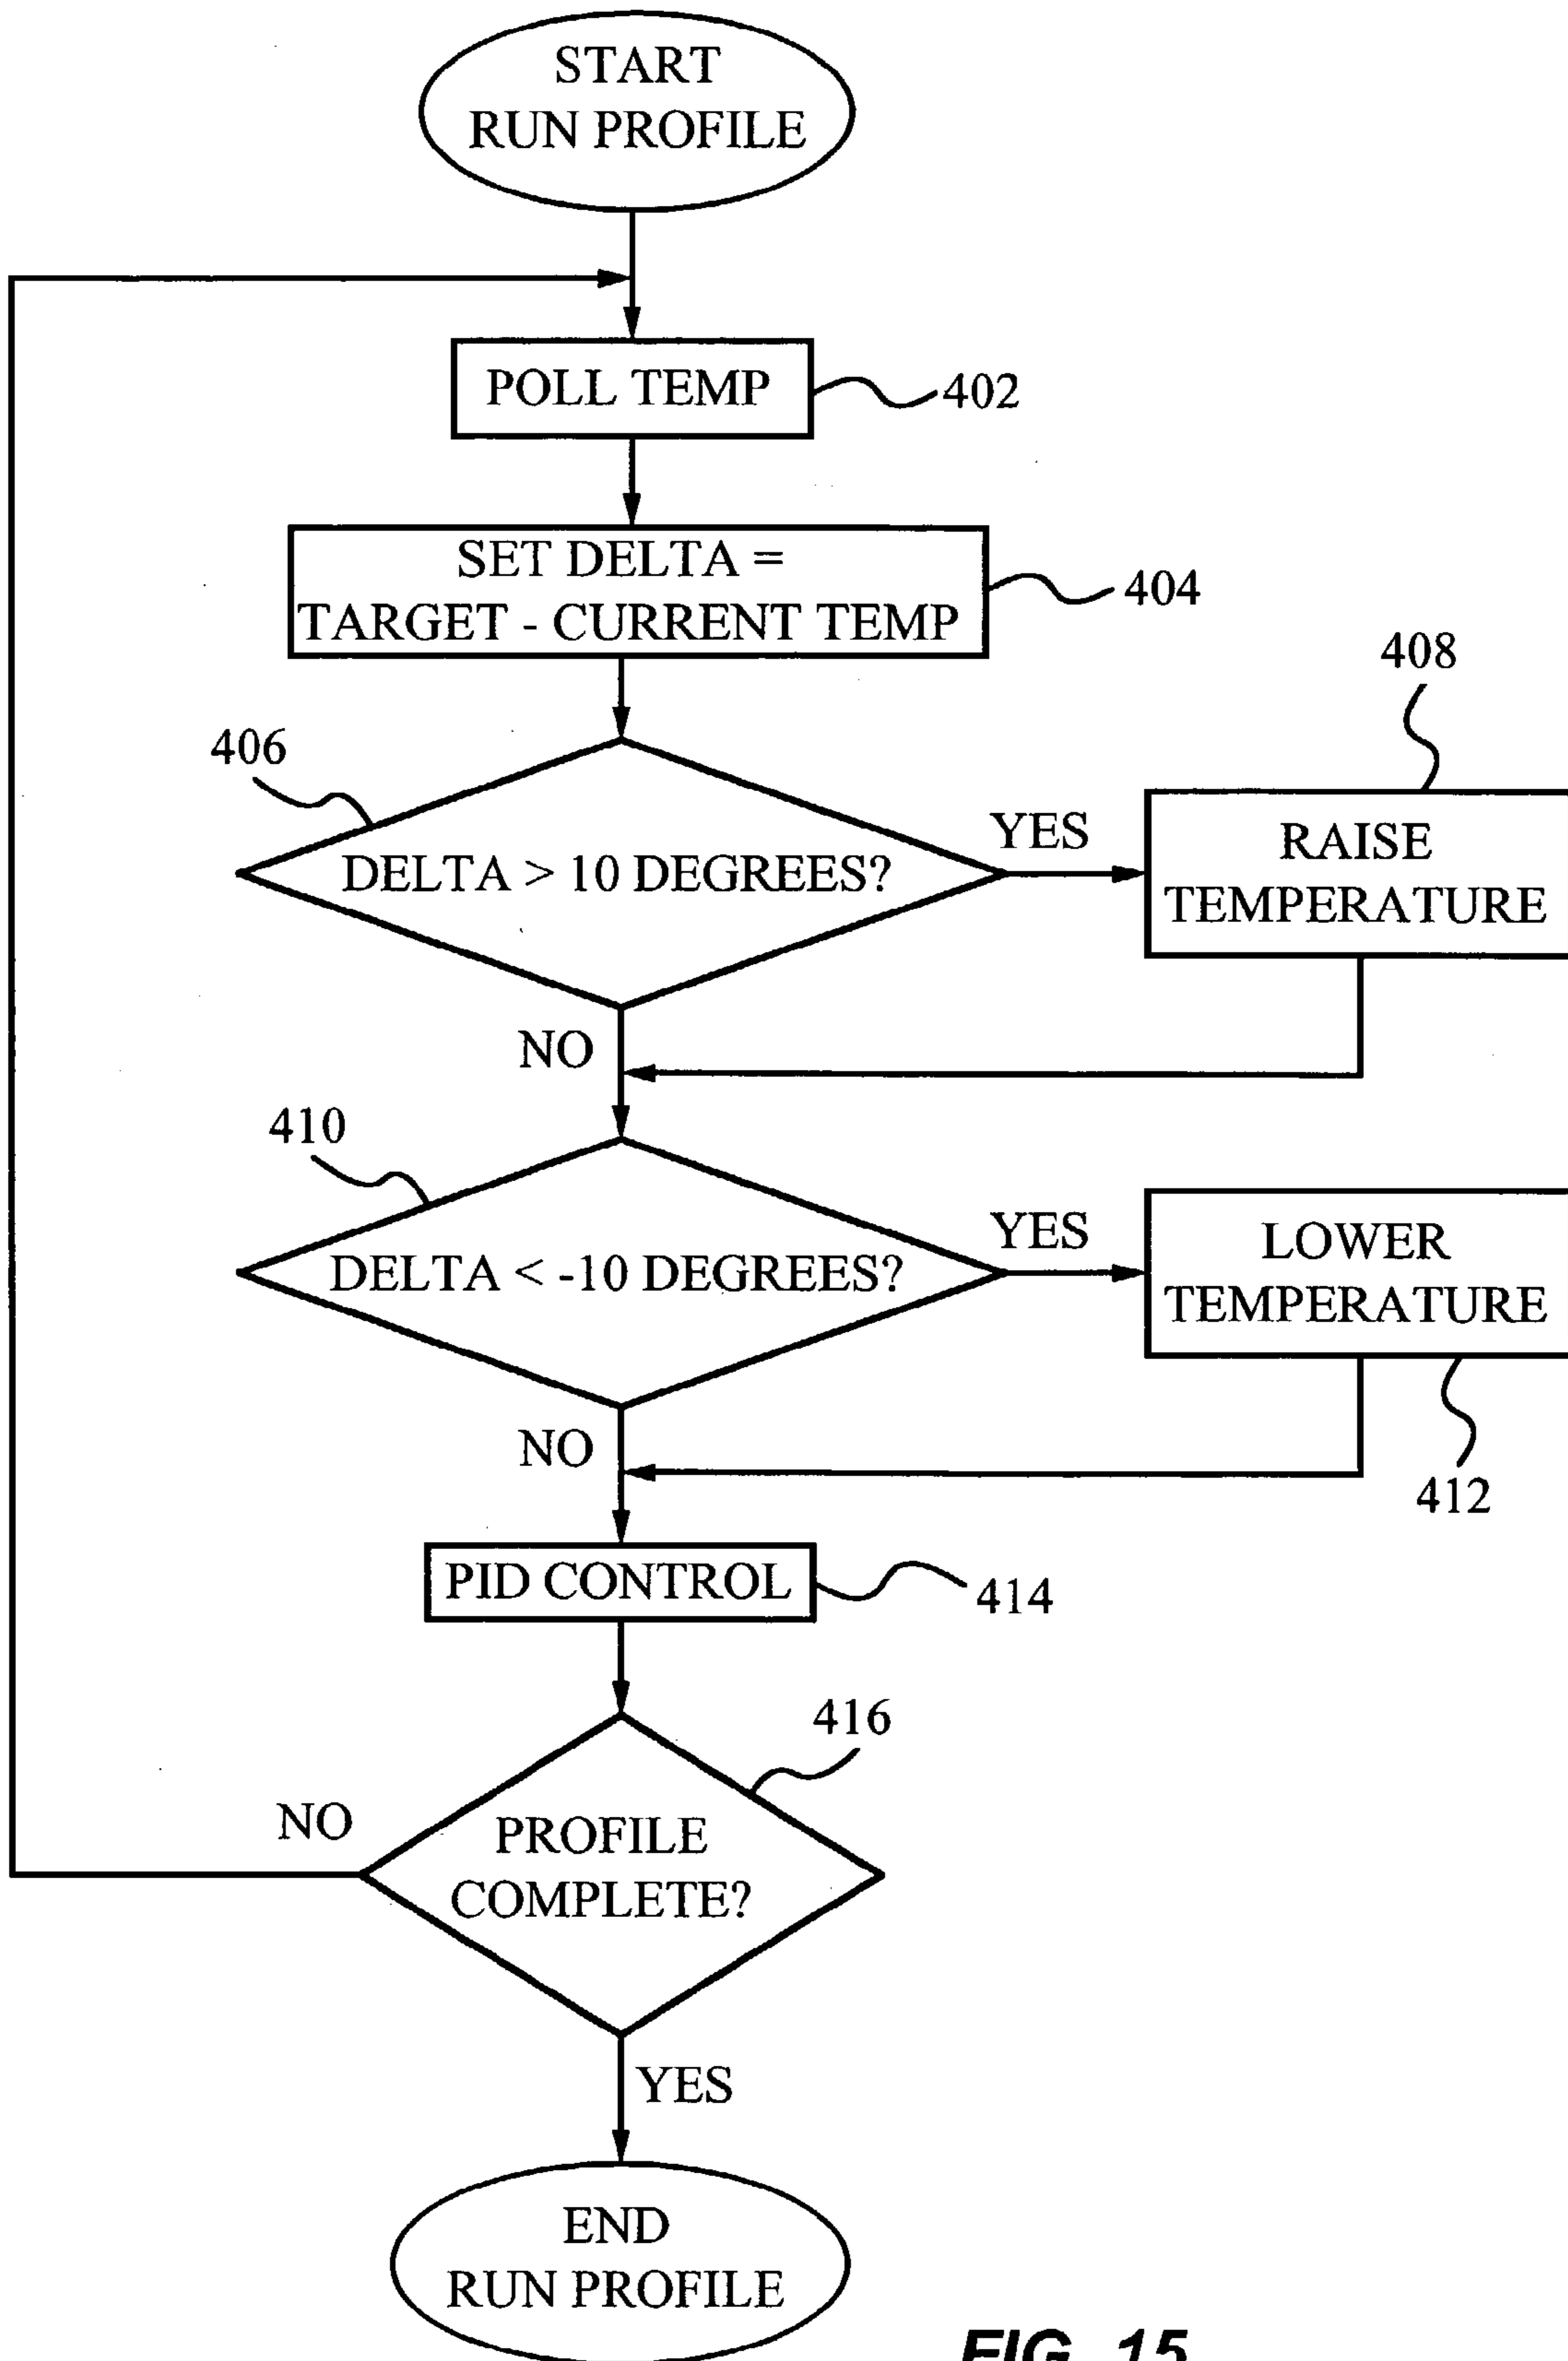 START
RUN PROFILE
POLL TEMP
402
SET DELTA =
TARGET - CURRENT TEMP
404
408
406
DELTA > 10 DEGREES?
YES
RAISE
TEMPERATURE
NO
410
DELTA < -10 DEGREES?
YES
LOWER
TEMPERATURE
NO
412
PID CONTROL
414
416
NO
PROFILE
COMPLETE?
YES
END
RUN PROFILE
FIG. 15